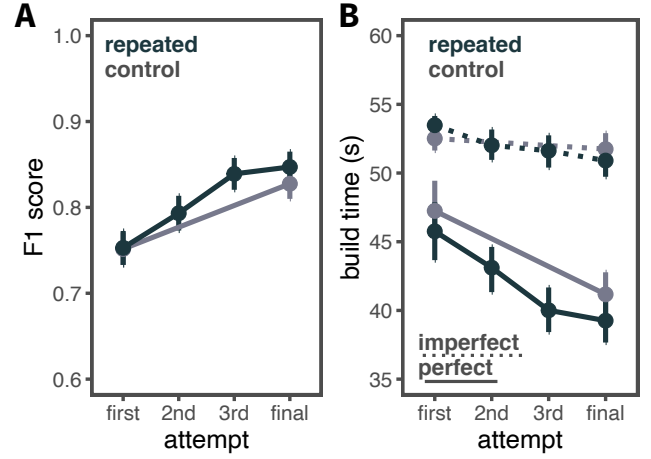 A
repeated
control
1.0
0.9
0.8
0.7
0.6
F1 score
first 2nd 3rd final
attempt
B
repeated
control
60
55
50
45
40
35
build time (s)
imperfect
perfect
first 2nd 3rd final
attempt